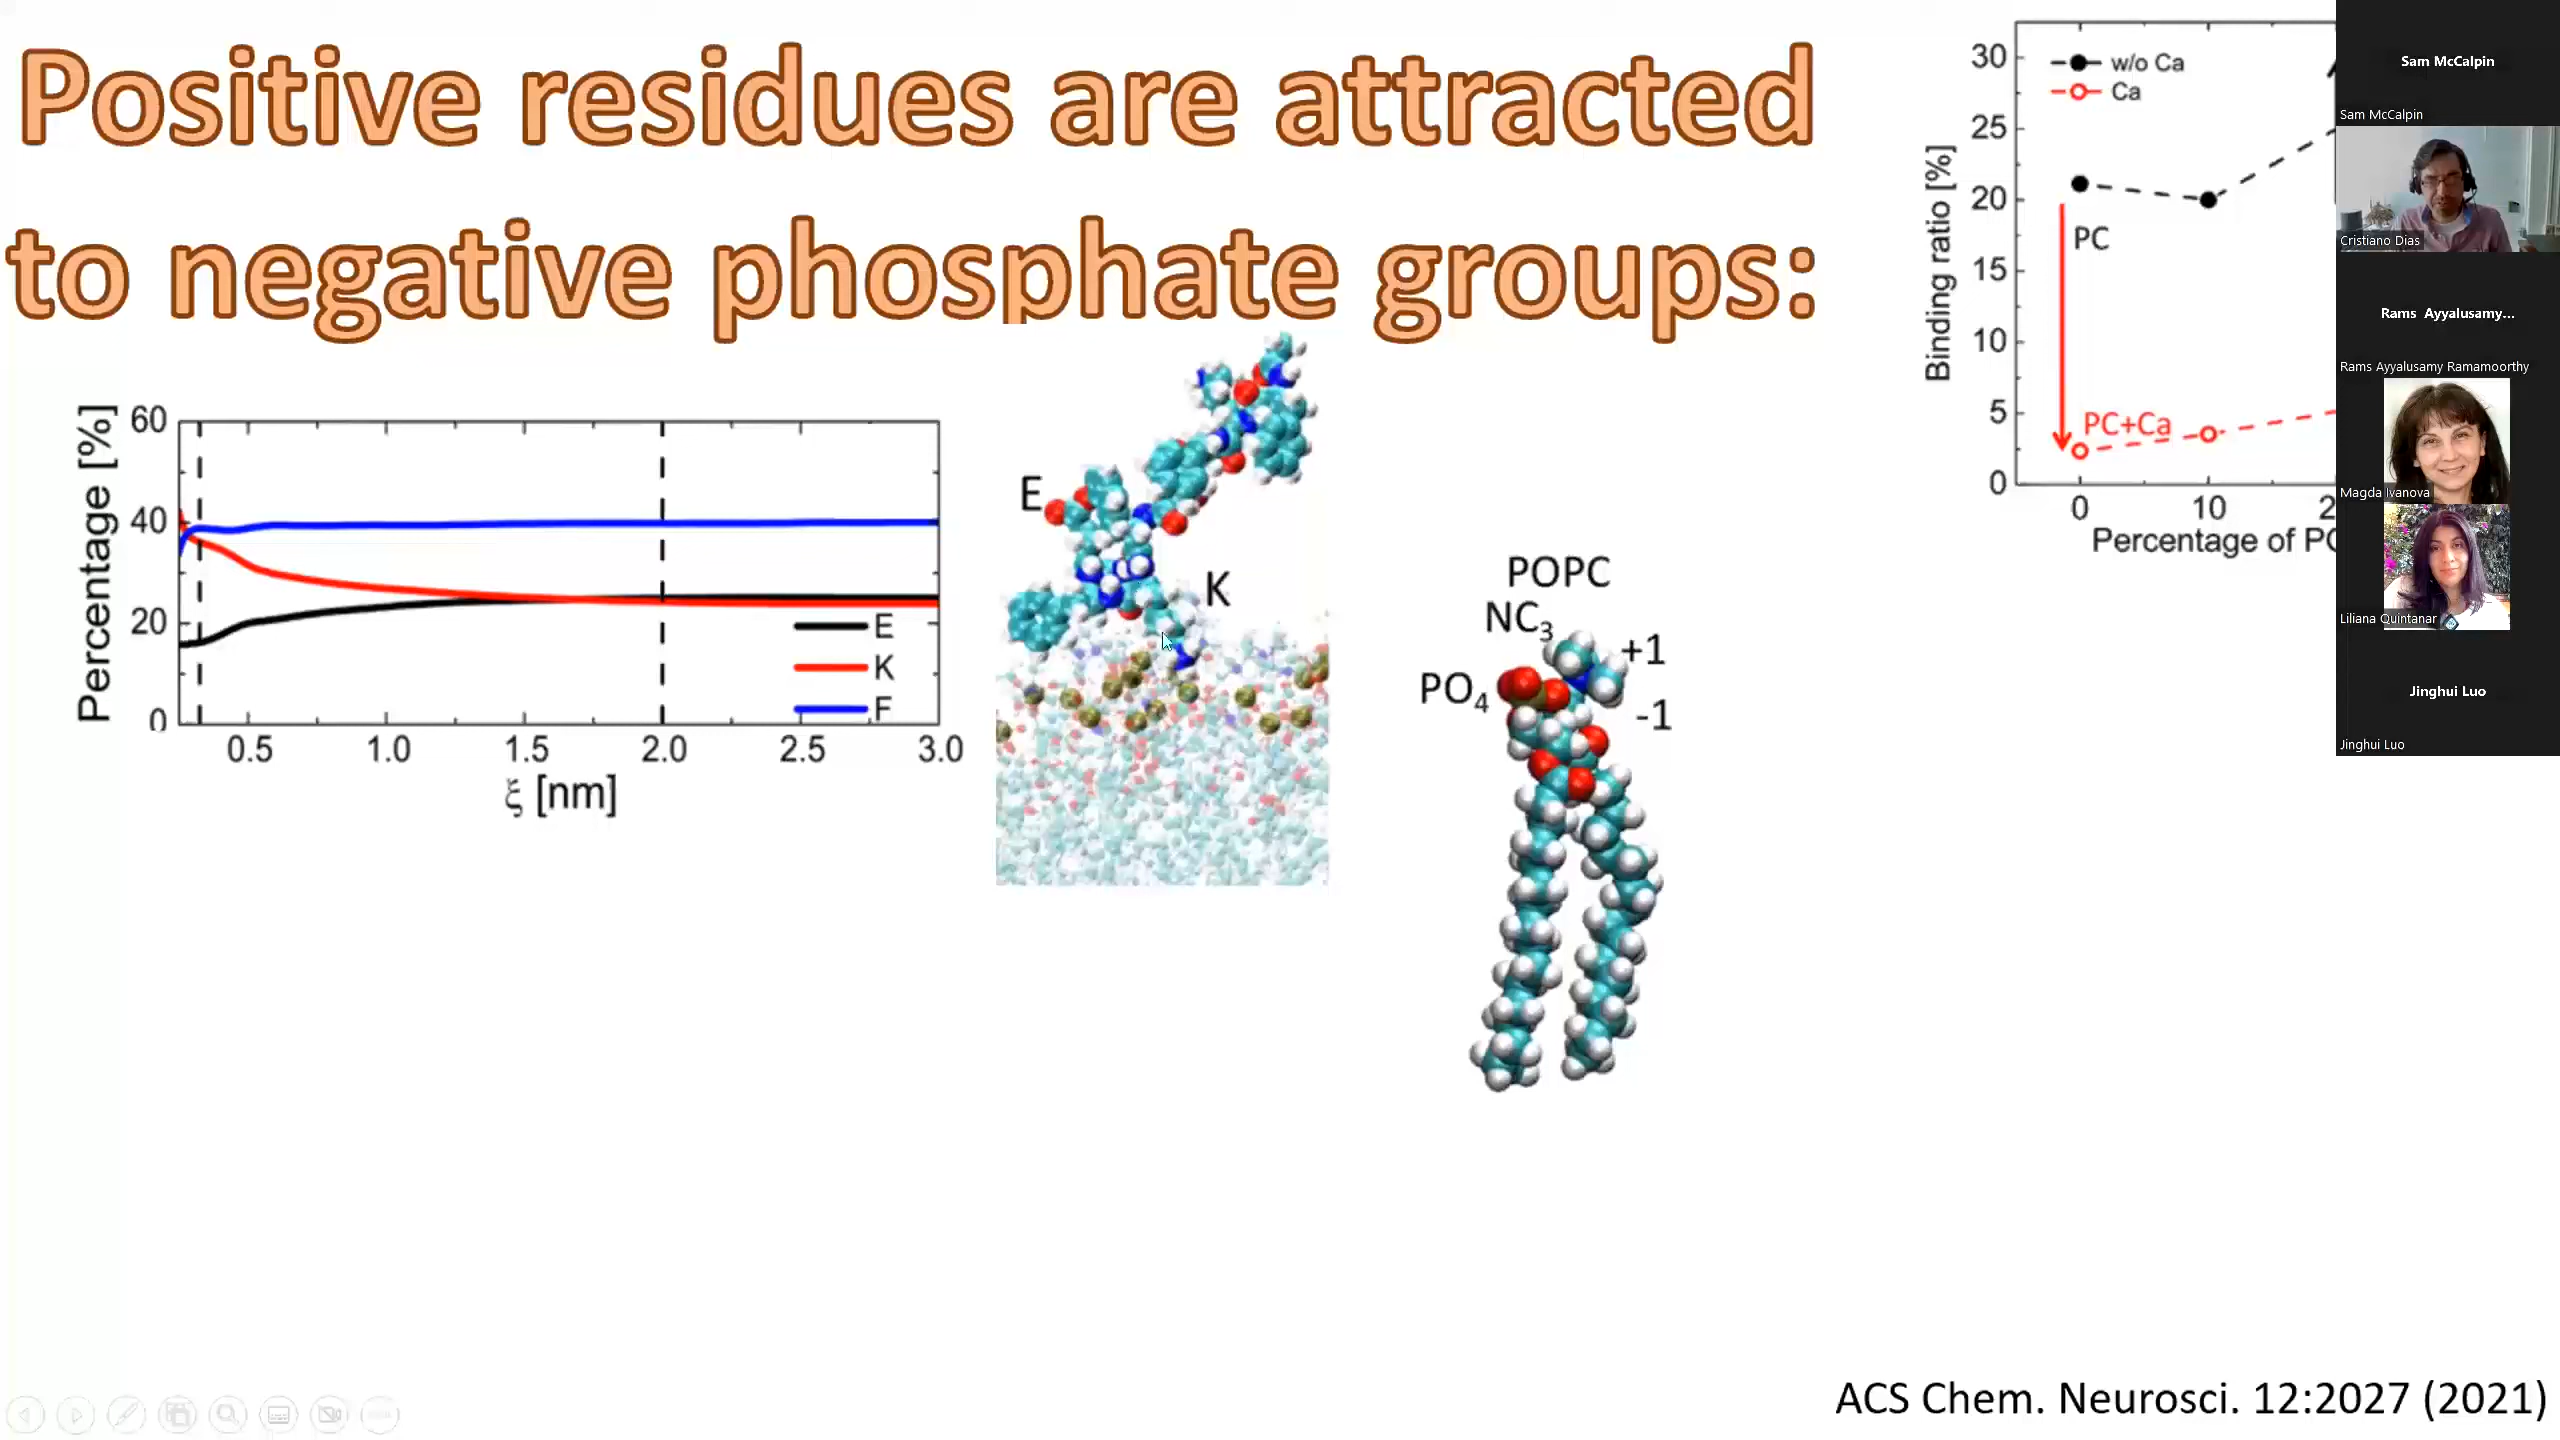 Positive residues are attracted
to negative phosphate groups:
60
40
20
0
Percentage [%]
0.5 1.0 1.5 2.0 2.5 3.0
ξ [nm]
E
K
F
E
K
POPC
NC3
+1
PO4
-1
30
25
20
15
10
5
0
Binding ratio [%]
w/o Ca
Ca
PC
PC+Ca
0 10 2
Percentage of
Sam McCalpin
Sam McCalpin
Cristiano Dias
Rams Ayyalusamy...
Rams Ayyalusamy Ramamoorthy
Magda Ivanova
Liliana Quintanar
Jinghui Luo
Jinghui Luo
ACS Chem. Neurosci. 12:2027 (2021)